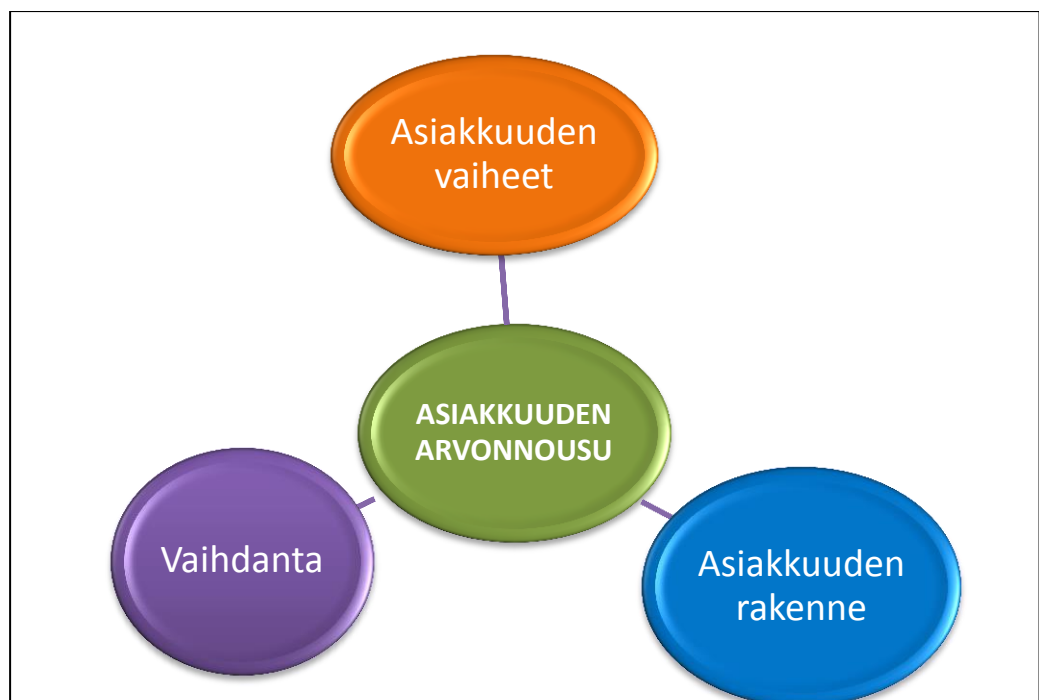 Asiakkuuden
vaiheet
ASIAKKUUDEN
ARVONNOUSU
Vaihdanta
Asiakkuuden
rakenne